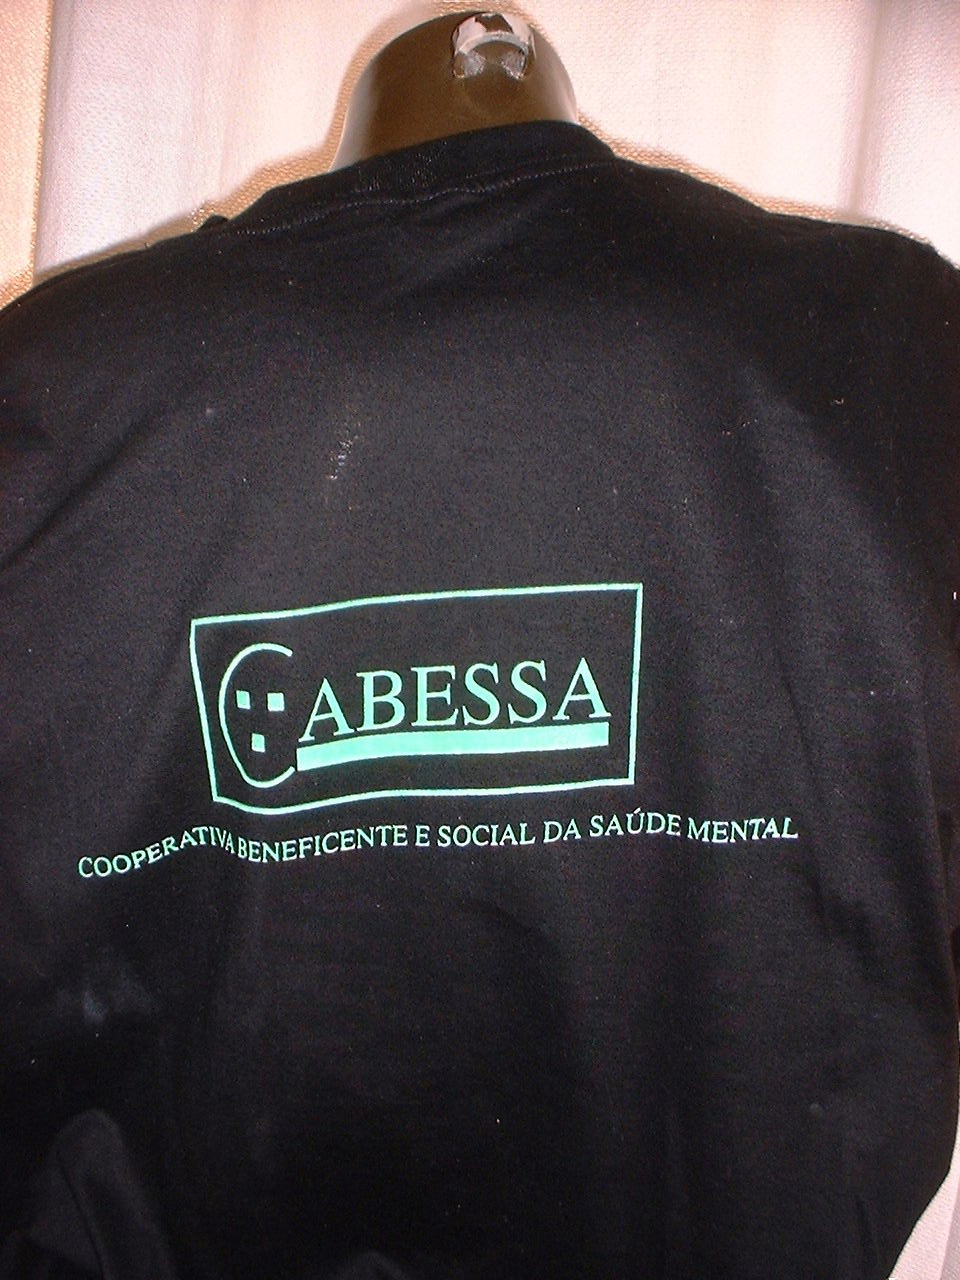 CABESSA
COOPERATIVA BENEFICENTE E SOCIAL DA SAÚDE MENTAL